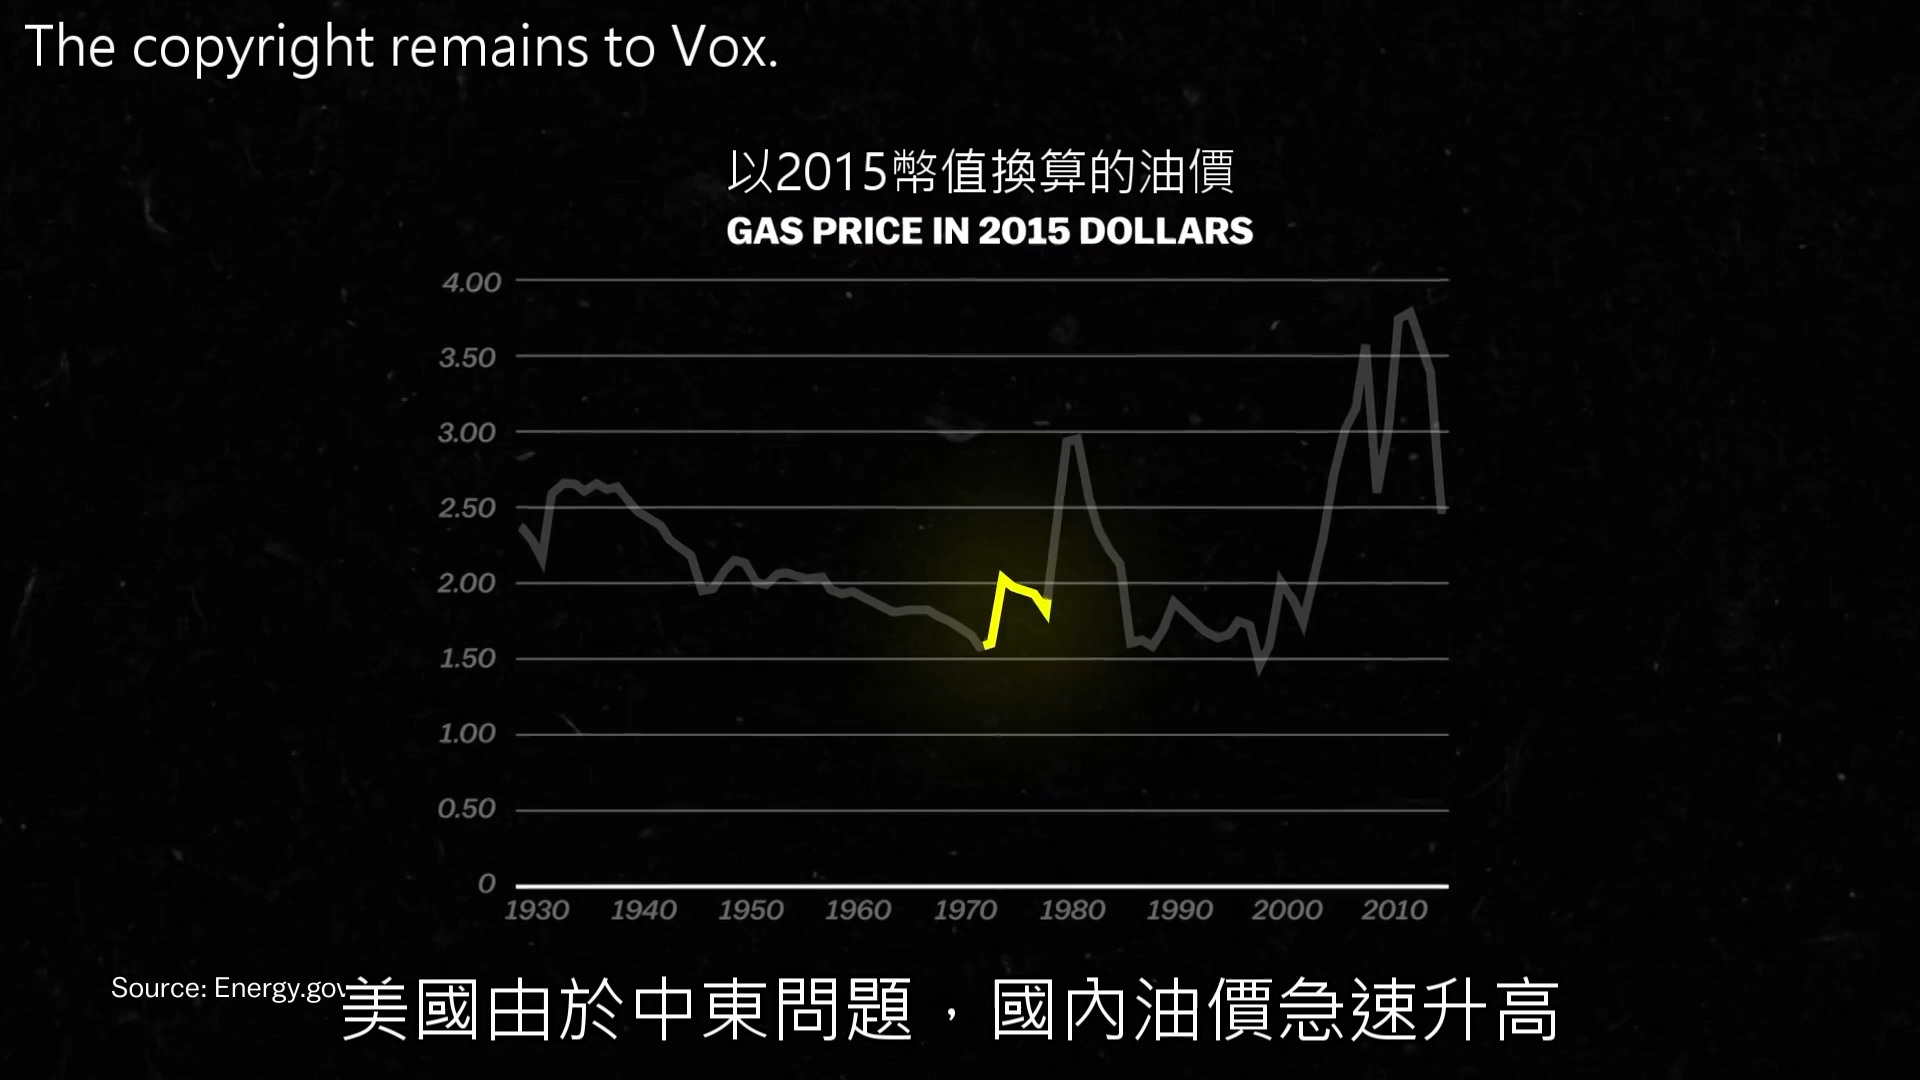 The copyright remains to Vox.
以2015幣值換算的油價
GAS PRICE IN 2015 DOLLARS
4.00
3.50
3.00
2.50
2.00
1.50
1.00
0.50
0
1930 1940 1950 1960 1970 1980 1990 2000 2010
Source: Energy.gov
美國由於中東問題，國內油價急速升高